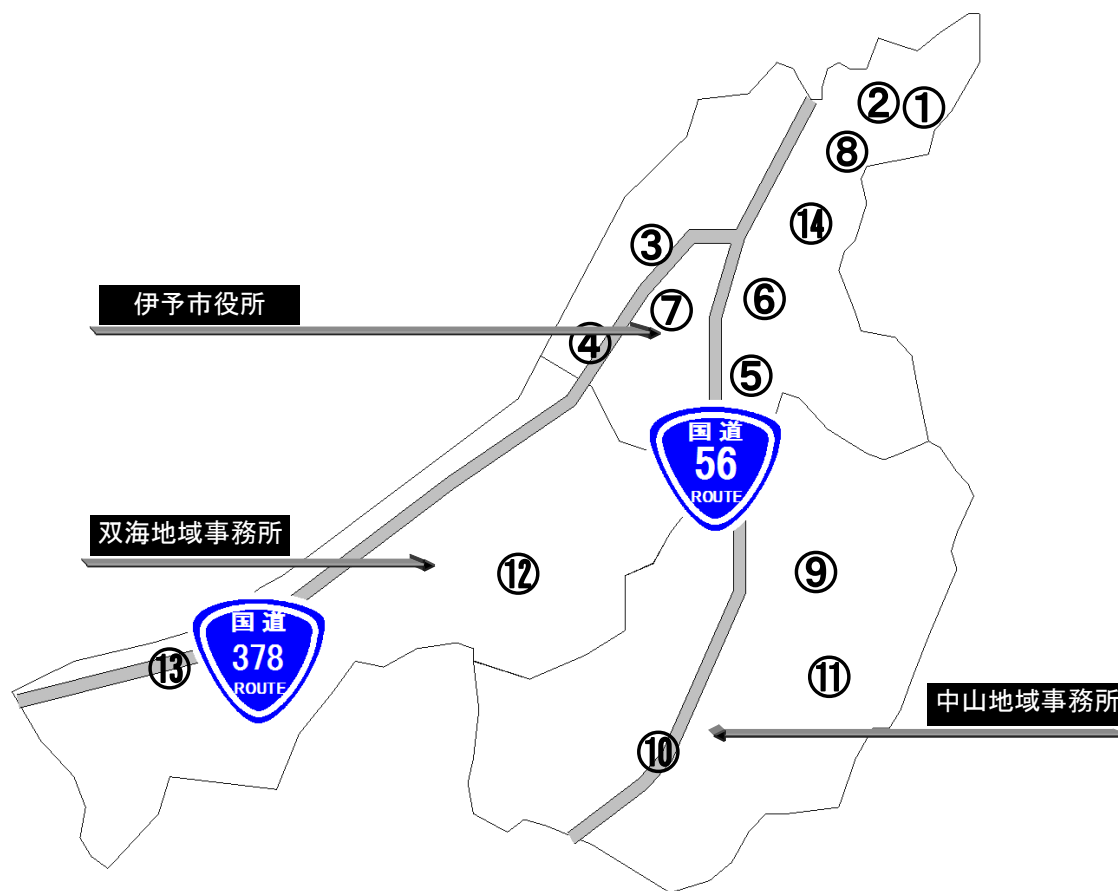 ②
①
⑧
⑭
③
伊予市役所
⑥
⑦
④
⑤
国道
56
ROUTE
双海地域事務所
⑫
⑨
国道
378
ROUTE
⑬
⑪
中山地域事務所
⑩